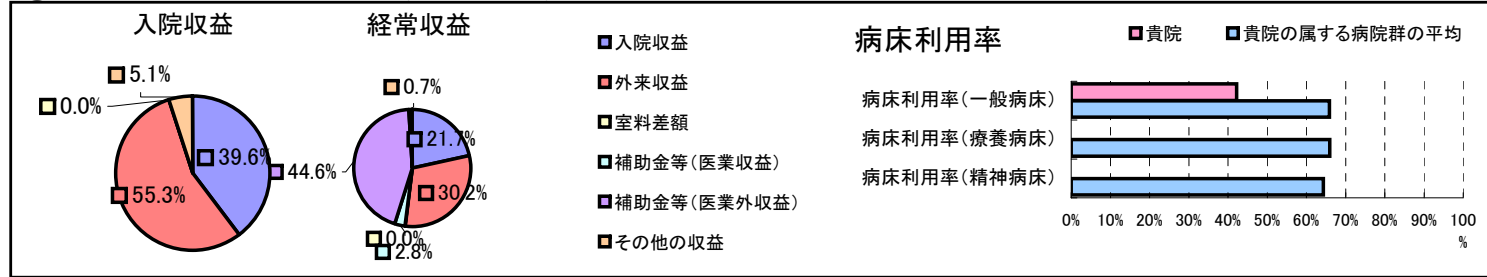 入院収益
5.1%
0.0%
39.6%
55.3%
経常収益
0.7%
21.7%
44.6%
30.2%
0.0%
2.8%
入院収益
外来収益
室料差額
補助金等(医業収益)
補助金等(医業外収益)
その他の収益
病床利用率
貴院
貴院の属する病院群の平均
病床利用率(一般病床)
病床利用率(療養病床)
病床利用率(精神病床)
0% 10% 20% 30% 40% 50% 60% 70% 80% 90% 100
%